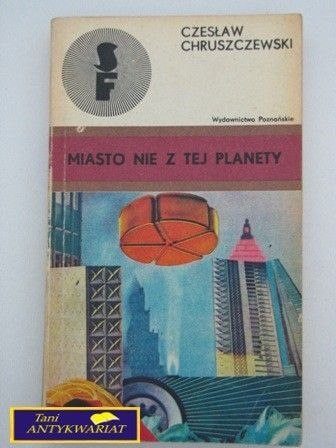 SF
CZESŁAW
CHRUSZCZEWSKI
Wydawnictwo Poznańskie
MIASTO NIE Z TEJ PLANETY
Tani
ANTYKWARIAT